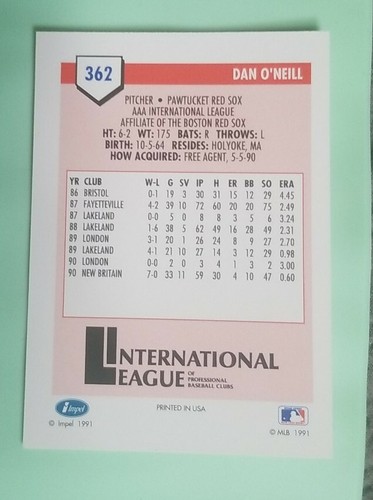 362
DAN O'NEILL
PITCHER • PAWTUCKET RED SOX
AAA INTERNATIONAL LEAGUE
AFFILIATE OF THE BOSTON RED SOX
HT: 6-2 WT: 175 BATS: R THROWS: L
BIRTH: 10-5-64 RESIDES: HOLYOKE, MA
HOW ACQUIRED: FREE AGENT, 5-5-90
YR CLUB W-L G SV IP H ER BB SO ERA
86 BRISTOL 0-1 19 3 30 31 15 12 29 4.45
87 FAYETTEVILLE 4-2 39 10 72 60 20 20 75 2.49
87 LAKELAND 0-0 5 0 8 8 3 5 6 3.24
88 LAKELAND 1-6 38 5 62 49 16 28 49 2.31
89 LONDON 3-1 20 1 26 24 8 9 27 2.70
89 LAKELAND 4-1 21 10 27 14 3 12 29 0.98
90 LONDON 0-0 2 0 3 4 1 3 2 3.00
90 NEW BRITAIN 7-0 33 11 59 30 4 10 47 0.60
INTERNATIONAL
LEAGUE OF
PROFESSIONAL
BASEBALL CLUBS
Impel
PRINTED IN USA
© Impel 1991
© MLB 1991